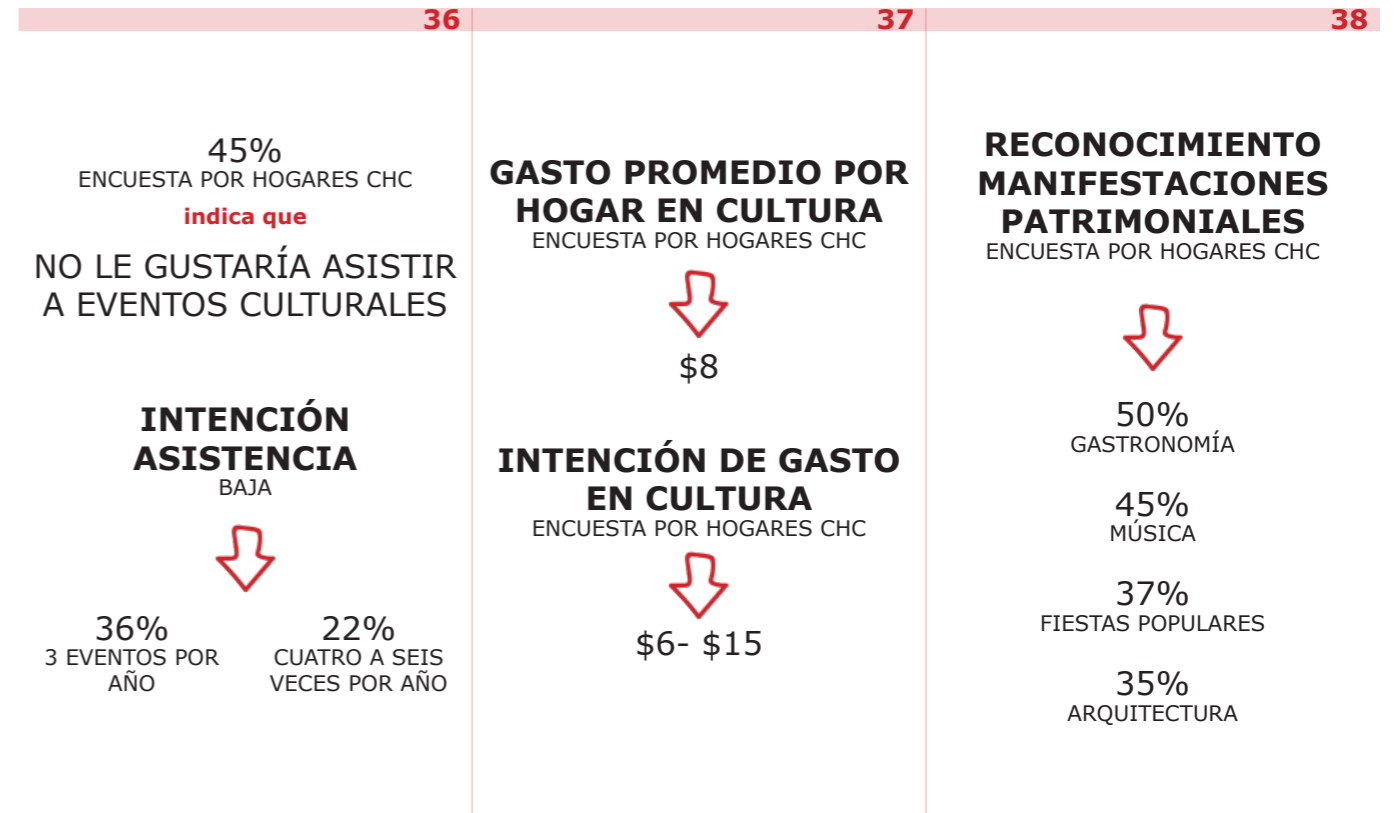 36
45%
ENCUESTA POR HOGARES CHC
indica que
NO LE GUSTARÍA ASISTIR
A EVENTOS CULTURALES
INTENCIÓN
ASISTENCIA
BAJA
36%
3 EVENTOS POR
AÑO
22%
CUATRO A SEIS
VECES POR AÑO
37
GASTO PROMEDIO POR
HOGAR EN CULTURA
ENCUESTA POR HOGARES CHC
$8
INTENCIÓN DE GASTO
EN CULTURA
ENCUESTA POR HOGARES CHC
$6- $15
38
RECONOCIMIENTO
MANIFESTACIONES
PATRIMONIALES
ENCUESTA POR HOGARES CHC
50%
GASTRONOMÍA
45%
MÚSICA
37%
FIESTAS POPULARES
35%
ARQUITECTURA